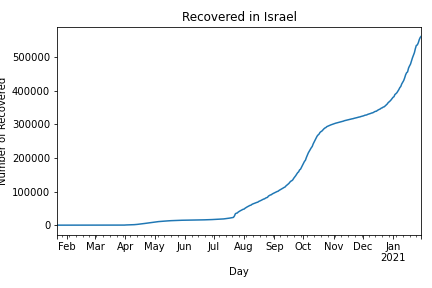 Recovered in Israel
Number of Recovered
500000
400000
300000
200000
100000
0
Feb Mar Apr May Jun Jul Aug Sep Oct Nov Dec Jan
2021
Day